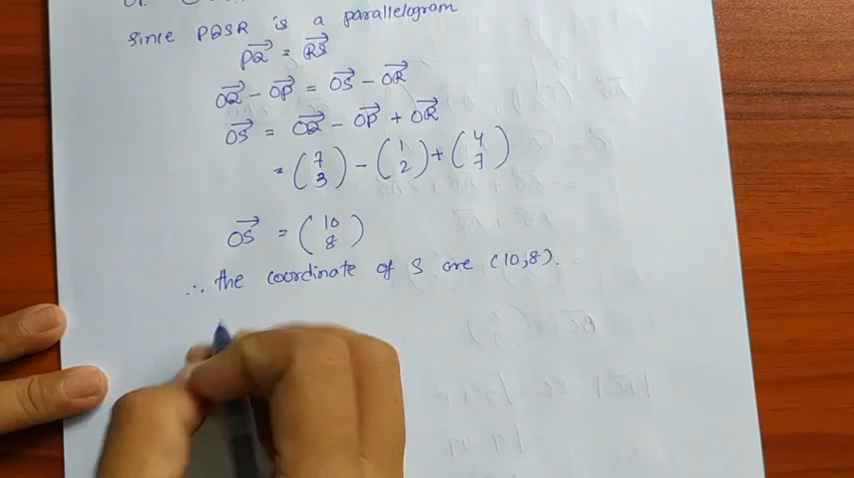 Since PQSR is a parallelogram
PQ⃗ = RS⃗
OQ⃗ - OP⃗ = OS⃗ - OR⃗
OS⃗ = OQ⃗ - OP⃗ + OR⃗
= (7 3) - (1 2) + (4 7)
OS⃗ = (10 8)
∴ the coordinate of S are (10,8).